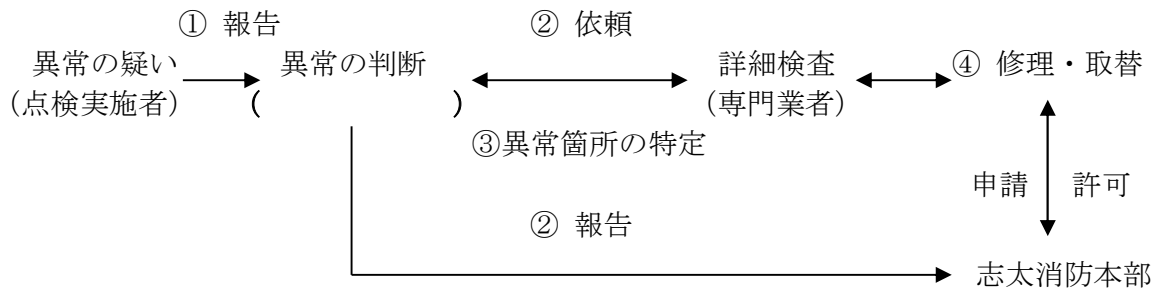 ① 報告
② 依頼
異常の疑い
異常の判断
詳細検査
④ 修理・取替
(点検実施者)
( )
(専門業者)
③異常箇所の特定
申請
許可
② 報告
志太消防本部